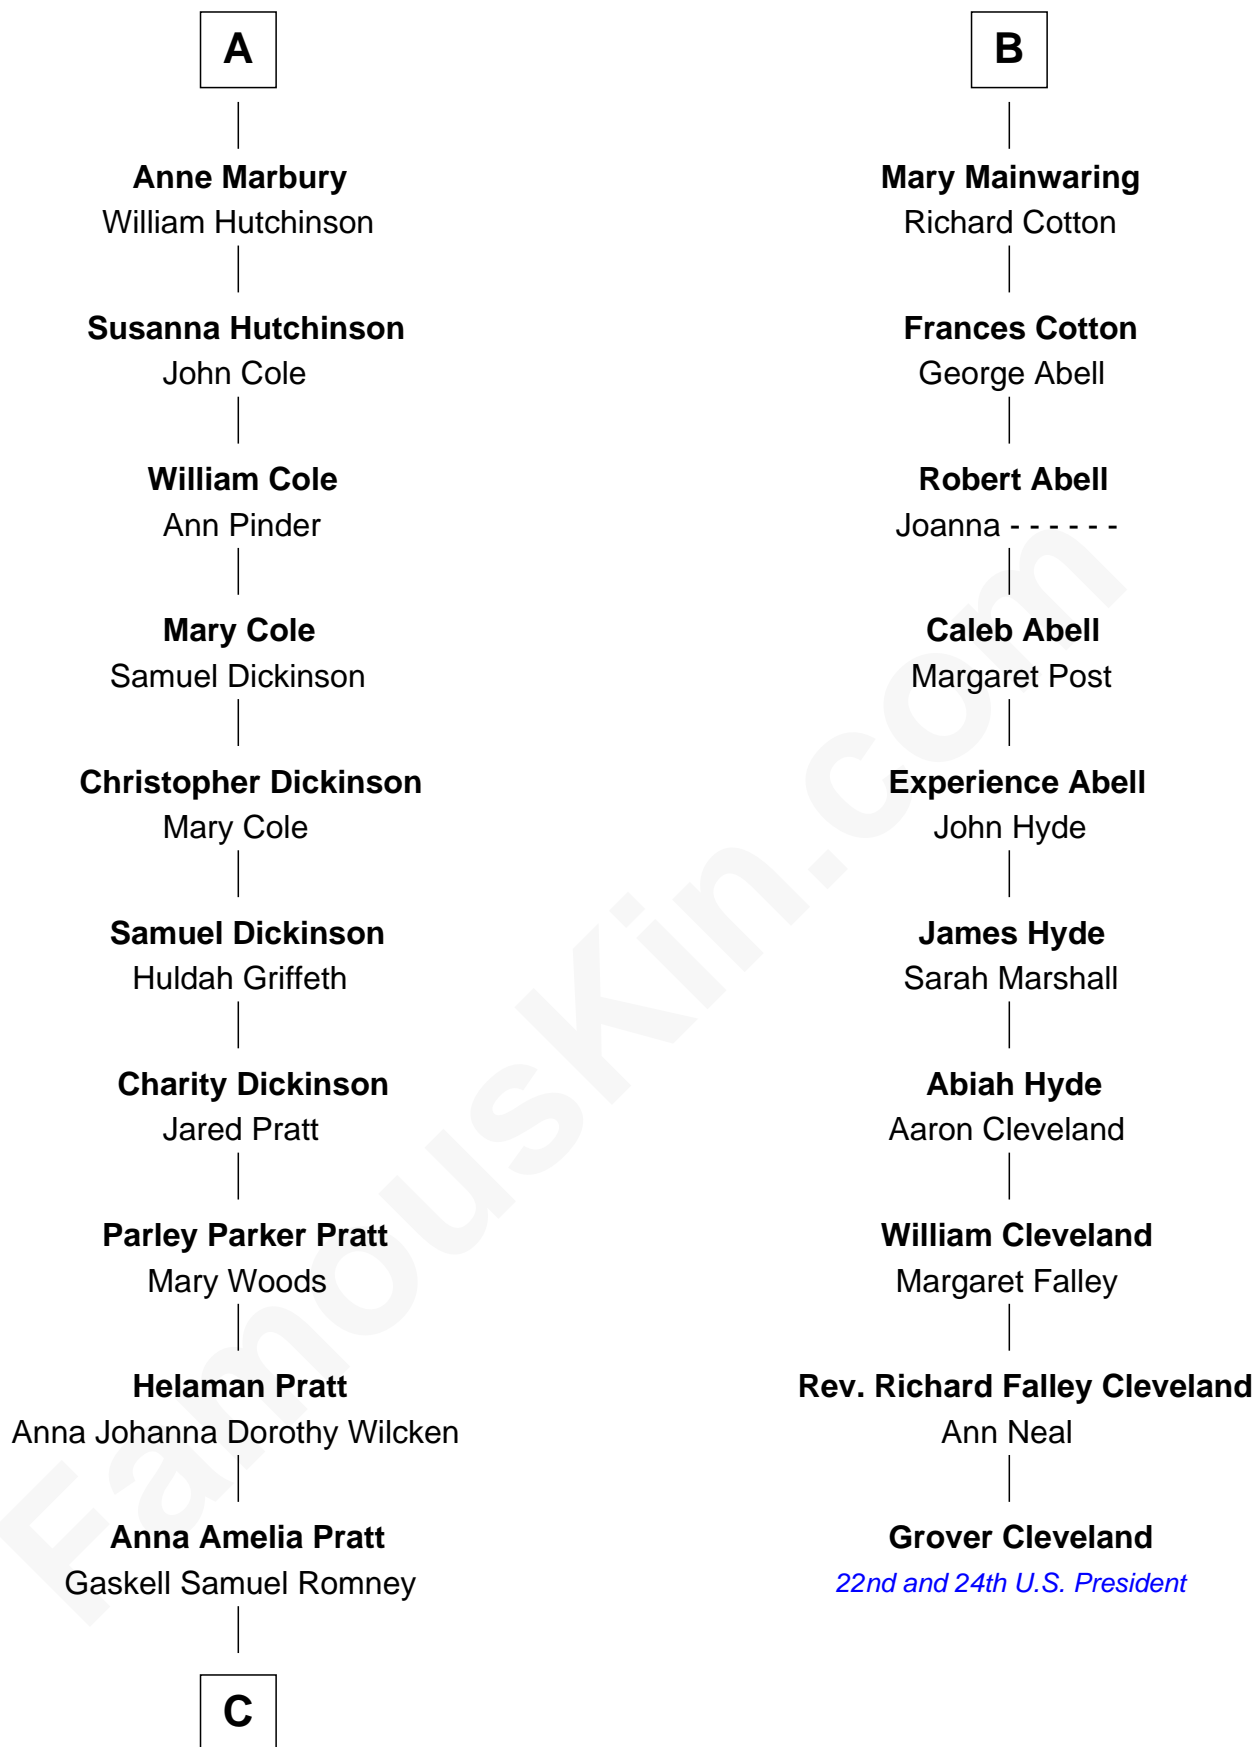 A
Anne Marbury
William Hutchinson
Susanna Hutchinson
John Cole
William Cole
Ann Pinder
Mary Cole
Samuel Dickinson
Christopher Dickinson
Mary Cole
Samuel Dickinson
Huldah Griffeth
Charity Dickinson
Jared Pratt
Parley Parker Pratt
Mary Woods
Helaman Pratt
Anna Johanna Dorothy Wilcken
Anna Amelia Pratt
Gaskell Samuel Romney
C
B
Mary Mainwaring
Richard Cotton
Frances Cotton
George Abell
Robert Abell
Joanna - - - - - -
Caleb Abell
Margaret Post
Experience Abell
John Hyde
James Hyde
Sarah Marshall
Abiah Hyde
Aaron Cleveland
William Cleveland
Margaret Falley
Rev. Richard Falley Cleveland
Ann Neal
Grover Cleveland
22nd and 24th U.S. President
FamousKin.com